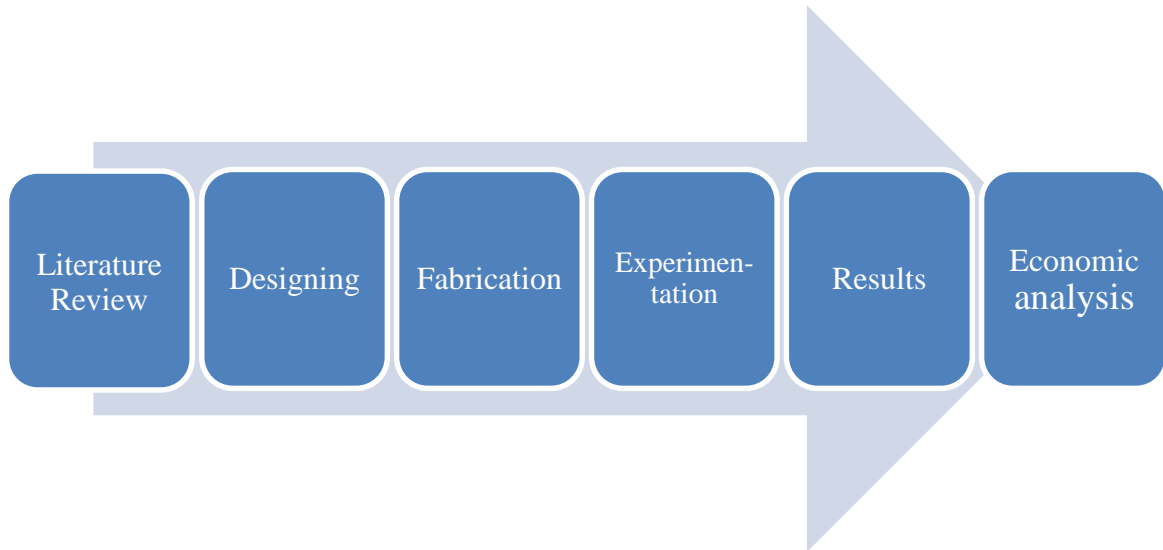 Literature
Review
Designing
Fabrication
Experimen-
tation
Results
Economic
analysis